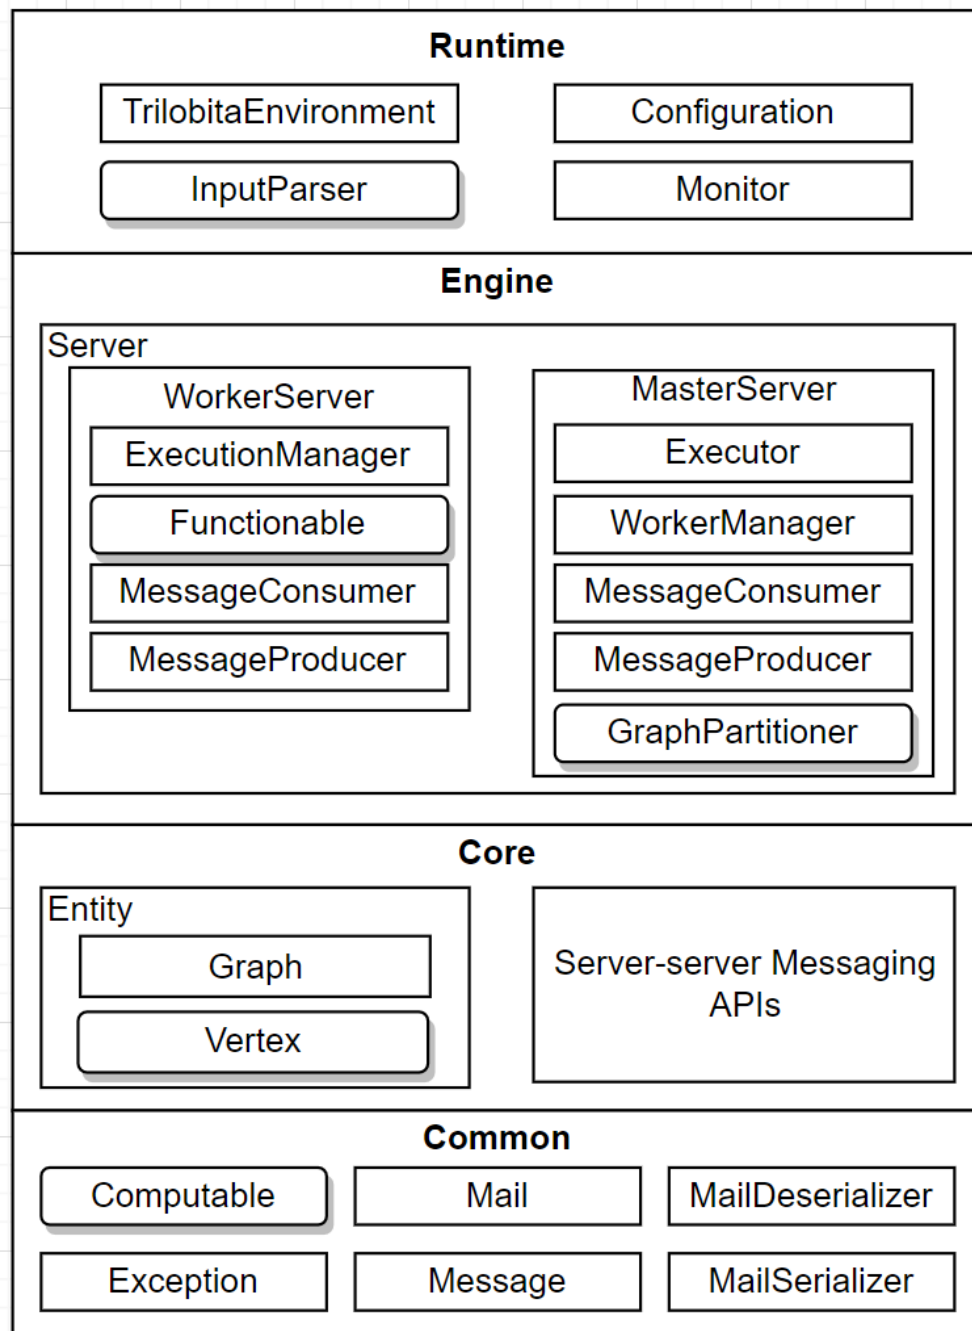 Runtime
TrilobitaEnvironment
Configuration
InputParser
Monitor
Engine
Server
WorkerServer
ExecutionManager
Functionable
MessageConsumer
MessageProducer
MasterServer
Executor
WorkerManager
MessageConsumer
MessageProducer
GraphPartitioner
Core
Entity
Graph
Vertex
Server-server Messaging
APIs
Common
Computable
Mail
MailDeserializer
Exception
Message
MailSerializer